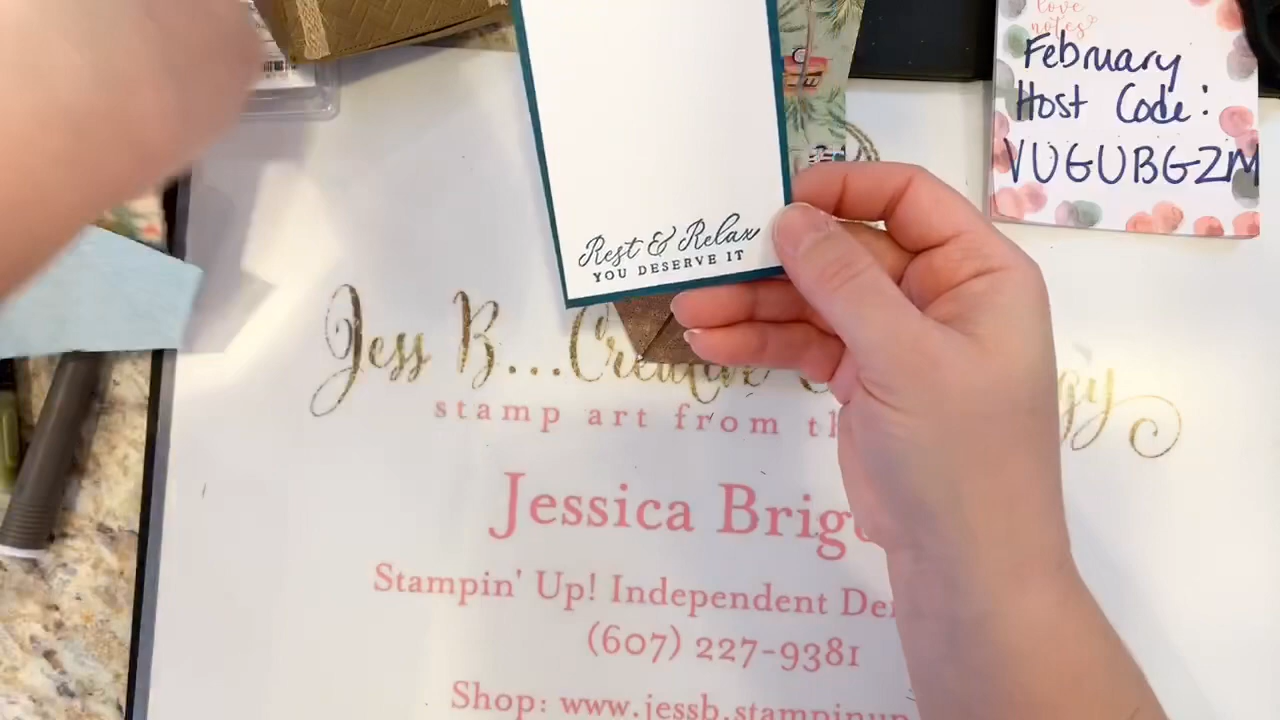 love
notes
February
Host Code:
VUGUBGZM
Rest & Relax
YOU DESERVE IT
Jess B...Creative
stamp art from
Jessica
Stampin' Up! Independent
(607) 227-9381
Shop: www.jessb.stampinup